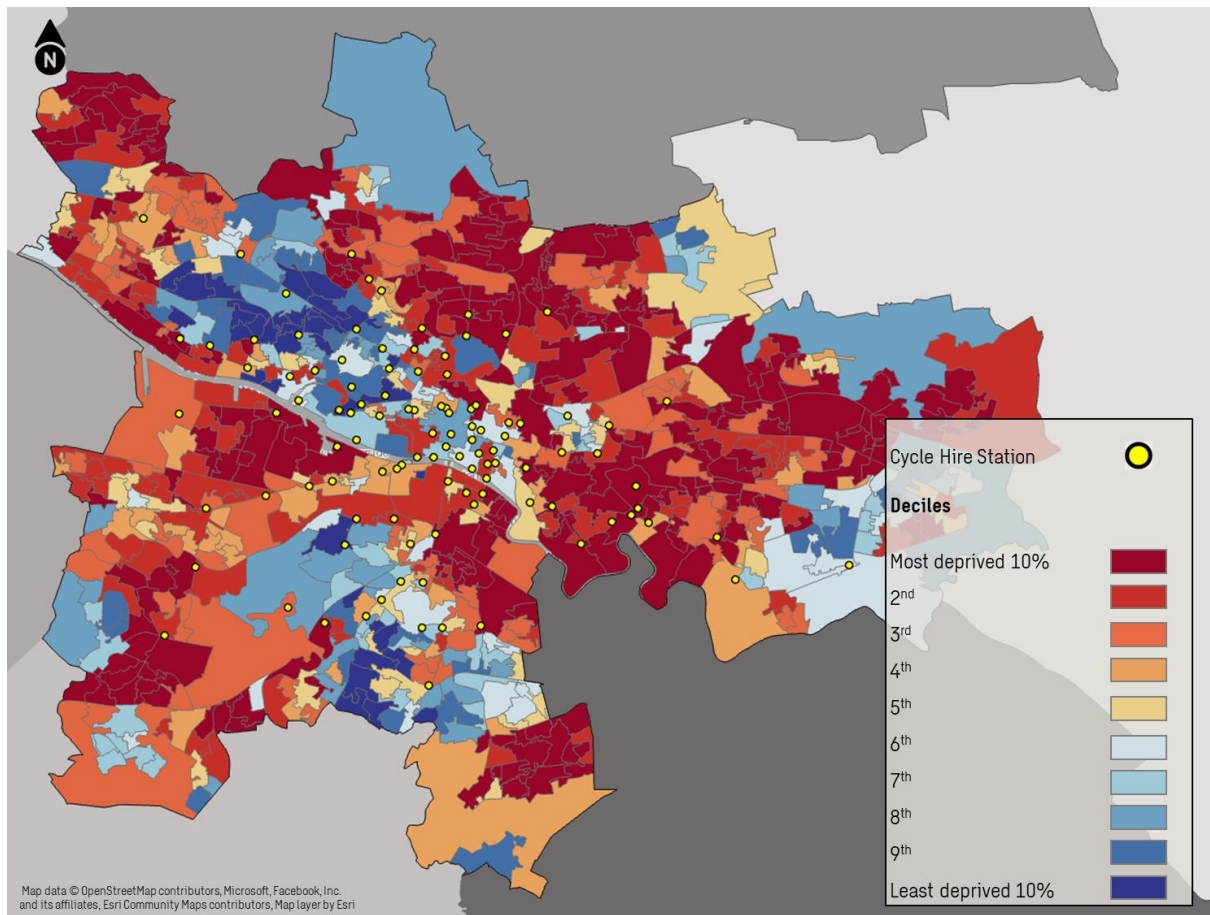 N
Cycle Hire Station
Deciles
Most deprived 10%
2nd
3rd
4th
5th
6th
7th
8th
9th
Least deprived 10%
Map data © OpenStreetMap contributors, Microsoft, Facebook, Inc.
and its affiliates, Esri Community Maps contributors, Map layer by Esri